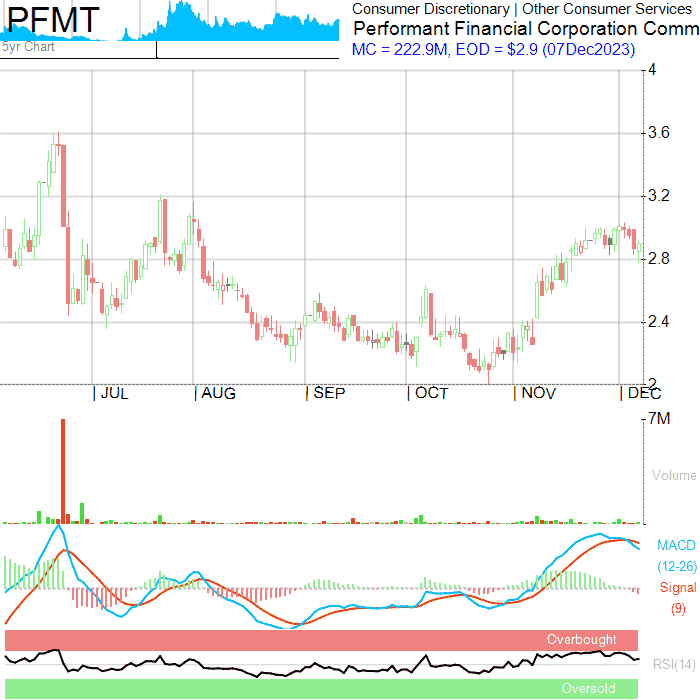 PFMT
5yr Chart
Consumer Discretionary | Other Consumer Services
Performant Financial Corporation Comm
MC = 222.9M, EOD = $2.9 (07Dec2023)
4
3.6
3.2
2.8
2.4
2
| JUL | AUG | SEP | OCT | NOV | DEC
7M
Volume
MACD
(12-26)
Signal
(9)
Overbought
RSI(14)
Oversold